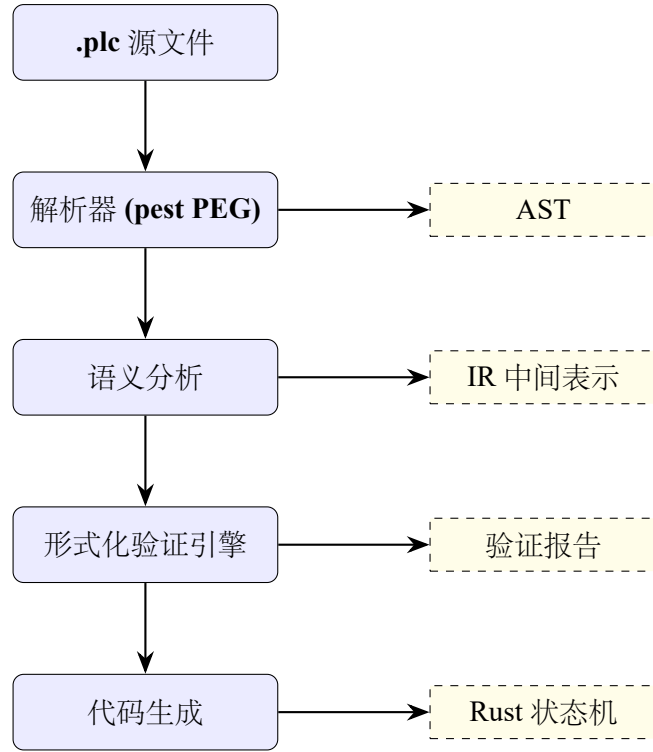 .plc 源文件
解析器 (pest PEG)
AST
语义分析
IR 中间表示
形式化验证引擎
验证报告
代码生成
Rust 状态机